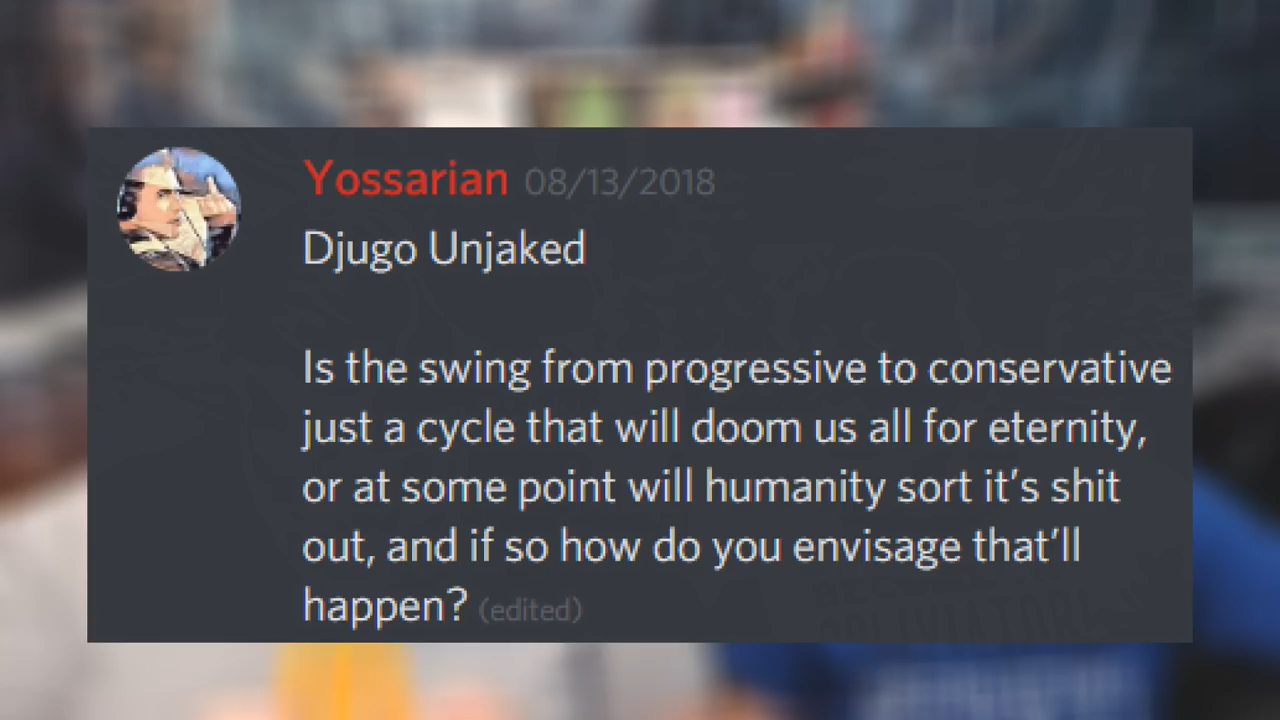 Yossarian 08/13/2018
Djugo Unjaked
Is the swing from progressive to conservative
just a cycle that will doom us all for eternity,
or at some point will humanity sort it's shit
out, and if so how do you envisage that'll
happen? (edited)